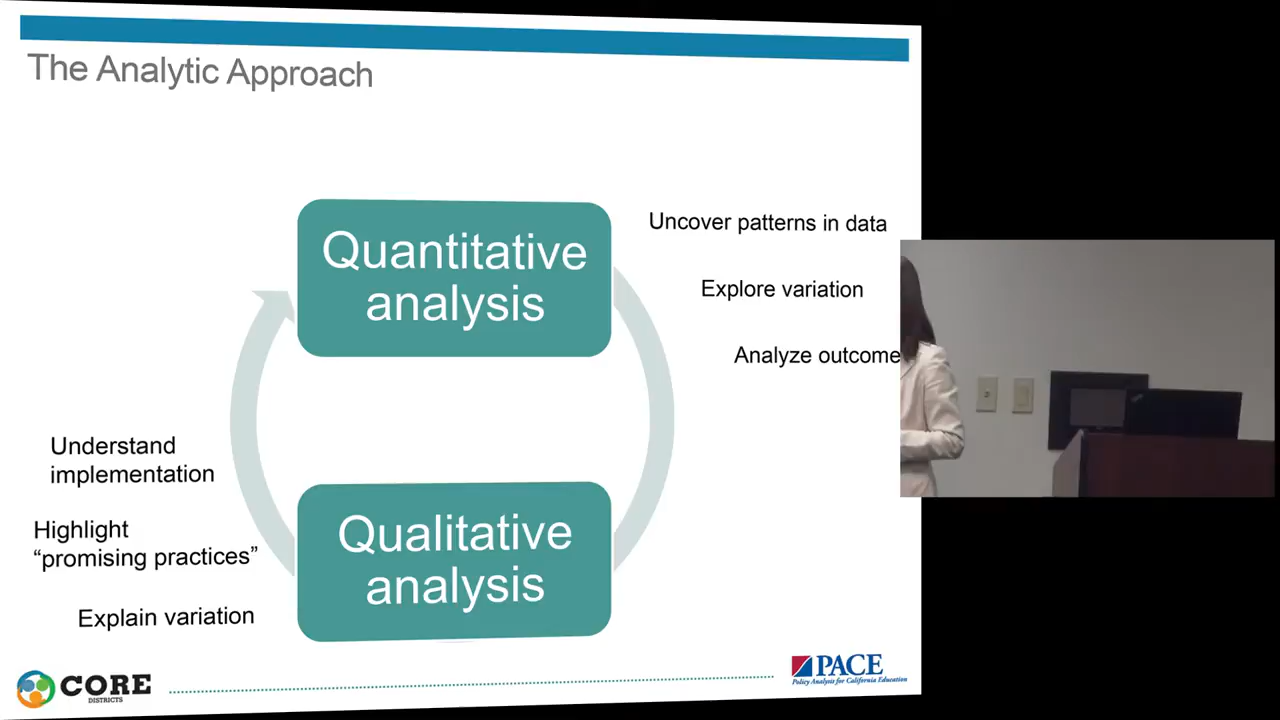 The Analytic Approach
Quantitative
analysis
Uncover patterns in data
Explore variation
Analyze outcome
Understand
implementation
Highlight
“promising practices”
Explain variation
Qualitative
analysis
CORE
DISTRICTS
PACE
Policy Analysis for California Education